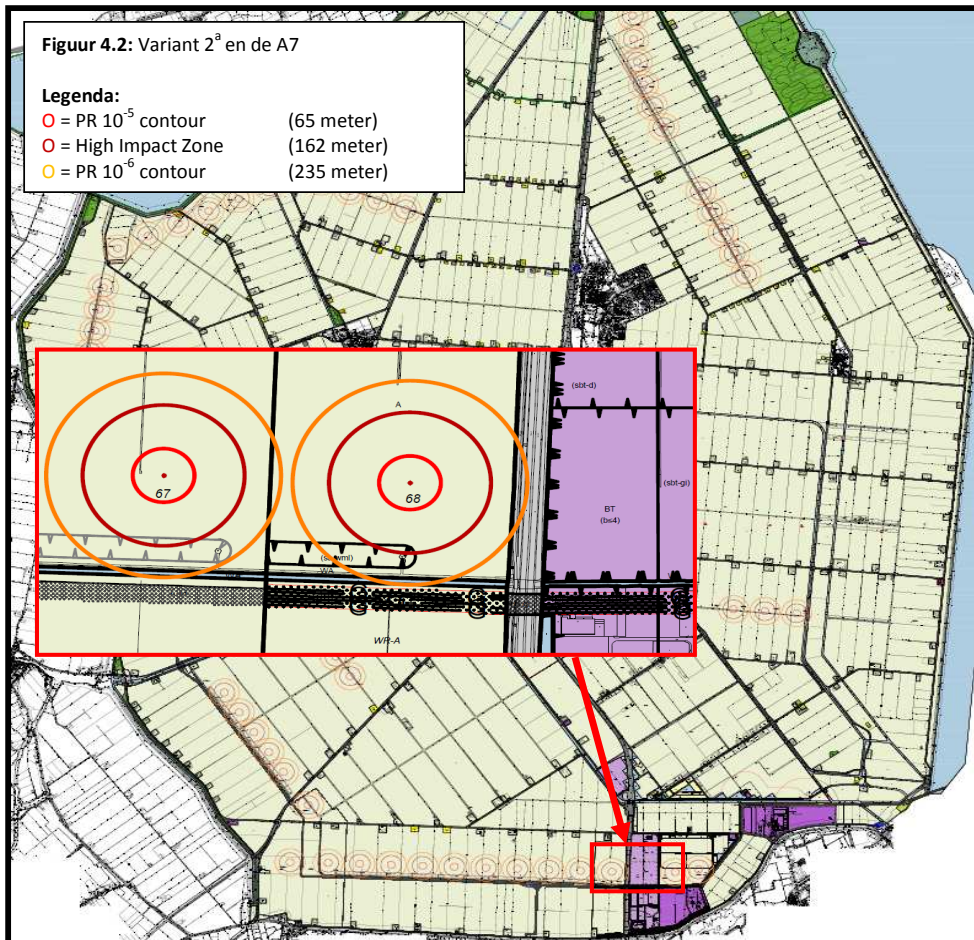 Figuur 4.2: Variant 2ª en de A7
Legenda:
O = PR 10⁻⁵ contour (65 meter)
O = High Impact Zone (162 meter)
O = PR 10⁻⁶ contour (235 meter)
(sbt-d)
A
(sbt-gi)
67
68
BT
(b≤4)
WA
WR-A